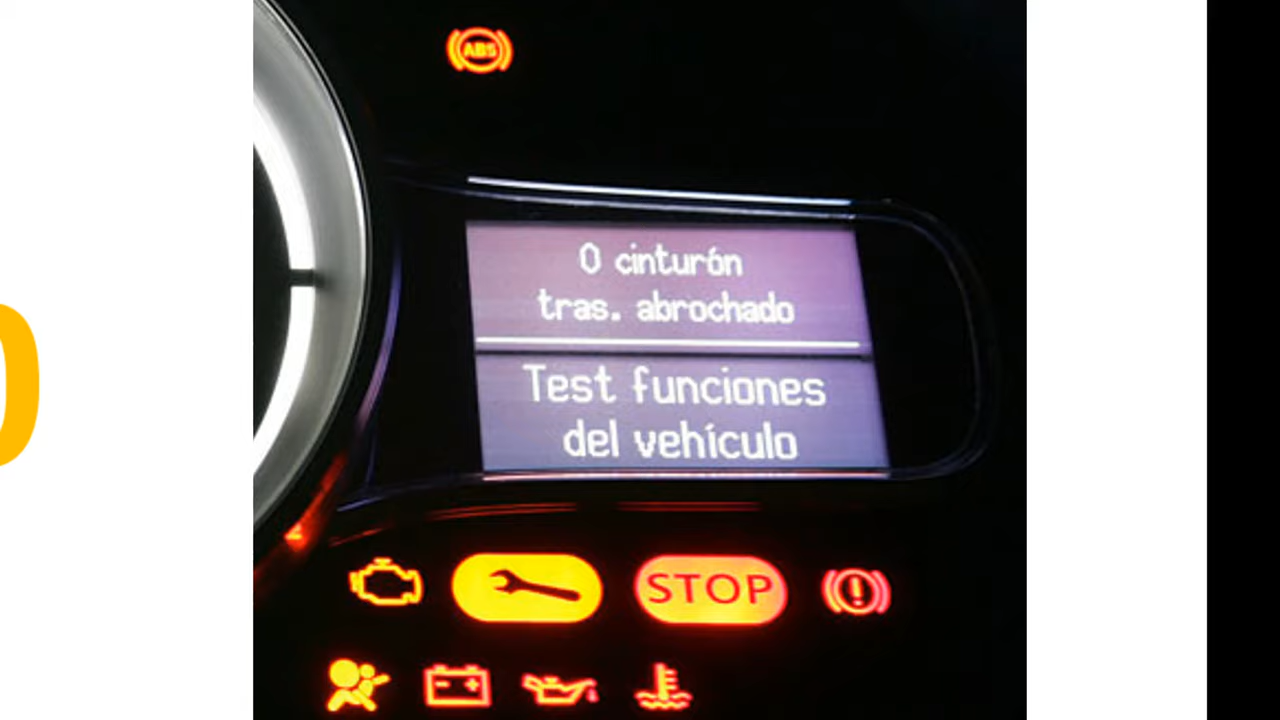 ABS
0 cinturón
tras. abrochado
Test funciones
del vehículo
STOP